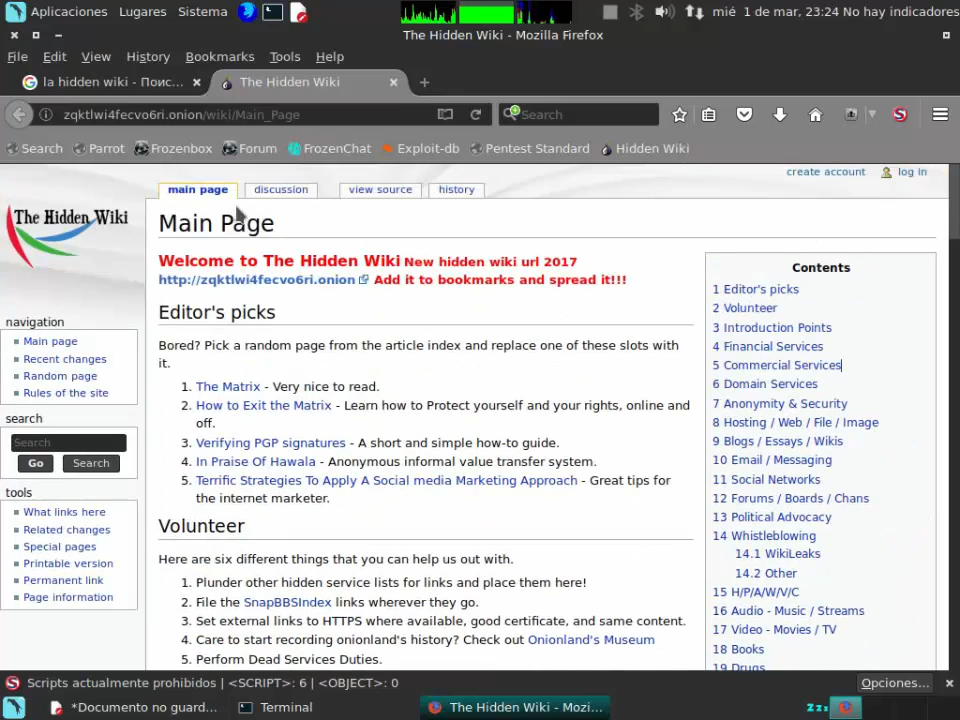 Aplicaciones Lugares Sistema mié 1 de mar, 23:24 No hay indicadores
The Hidden Wiki - Mozilla Firefox
File Edit View History Bookmarks Tools Help
la hidden wiki - Поис... The Hidden Wiki
zqktlwi4fecvo6ri.onion/wiki/Main_Page Search
Search Parrot Frozenbox Forum FrozenChat Exploit-db Pentest Standard Hidden Wiki
create account log in
main page discussion view source history
The Hidden Wiki
Main Page
Welcome to The Hidden Wiki New hidden wiki url 2017
http://zqktlwi4fecvo6ri.onion Add it to bookmarks and spread it!!!
Editor's picks
Bored? Pick a random page from the article index and replace one of these slots with
it.
1. The Matrix - Very nice to read.
2. How to Exit the Matrix - Learn how to Protect yourself and your rights, online and
off.
3. Verifying PGP signatures - A short and simple how-to guide.
4. In Praise Of Hawala - Anonymous informal value transfer system.
5. Terrific Strategies To Apply A Social media Marketing Approach - Great tips for
the internet marketer.
Volunteer
Here are six different things that you can help us out with.
1. Plunder other hidden service lists for links and place them here!
2. File the SnapBBSIndex links wherever they go.
3. Set external links to HTTPS where available, good certificate, and same content.
4. Care to start recording onionland's history? Check out Onionland's Museum
5. Perform Dead Services Duties.
Contents
1 Editor's picks
2 Volunteer
3 Introduction Points
4 Financial Services
5 Commercial Services
6 Domain Services
7 Anonymity & Security
8 Hosting / Web / File / Image
9 Blogs / Essays / Wikis
10 Email / Messaging
11 Social Networks
12 Forums / Boards / Chans
13 Political Advocacy
14 Whistleblowing
14.1 WikiLeaks
14.2 Other
15 H/P/A/W/V/C
16 Audio - Music / Streams
17 Video - Movies / TV
18 Books
19 Drugs
navigation
Main page
Recent changes
Random page
Rules of the site
search
Search
Go Search
tools
What links here
Related changes
Special pages
Printable version
Permanent link
Page information
Scripts actualmente prohibidos | <SCRIPT>: 6 | <OBJECT>: 0 Opciones...
*Documento no guard... Terminal The Hidden Wiki - Mozi... zzz